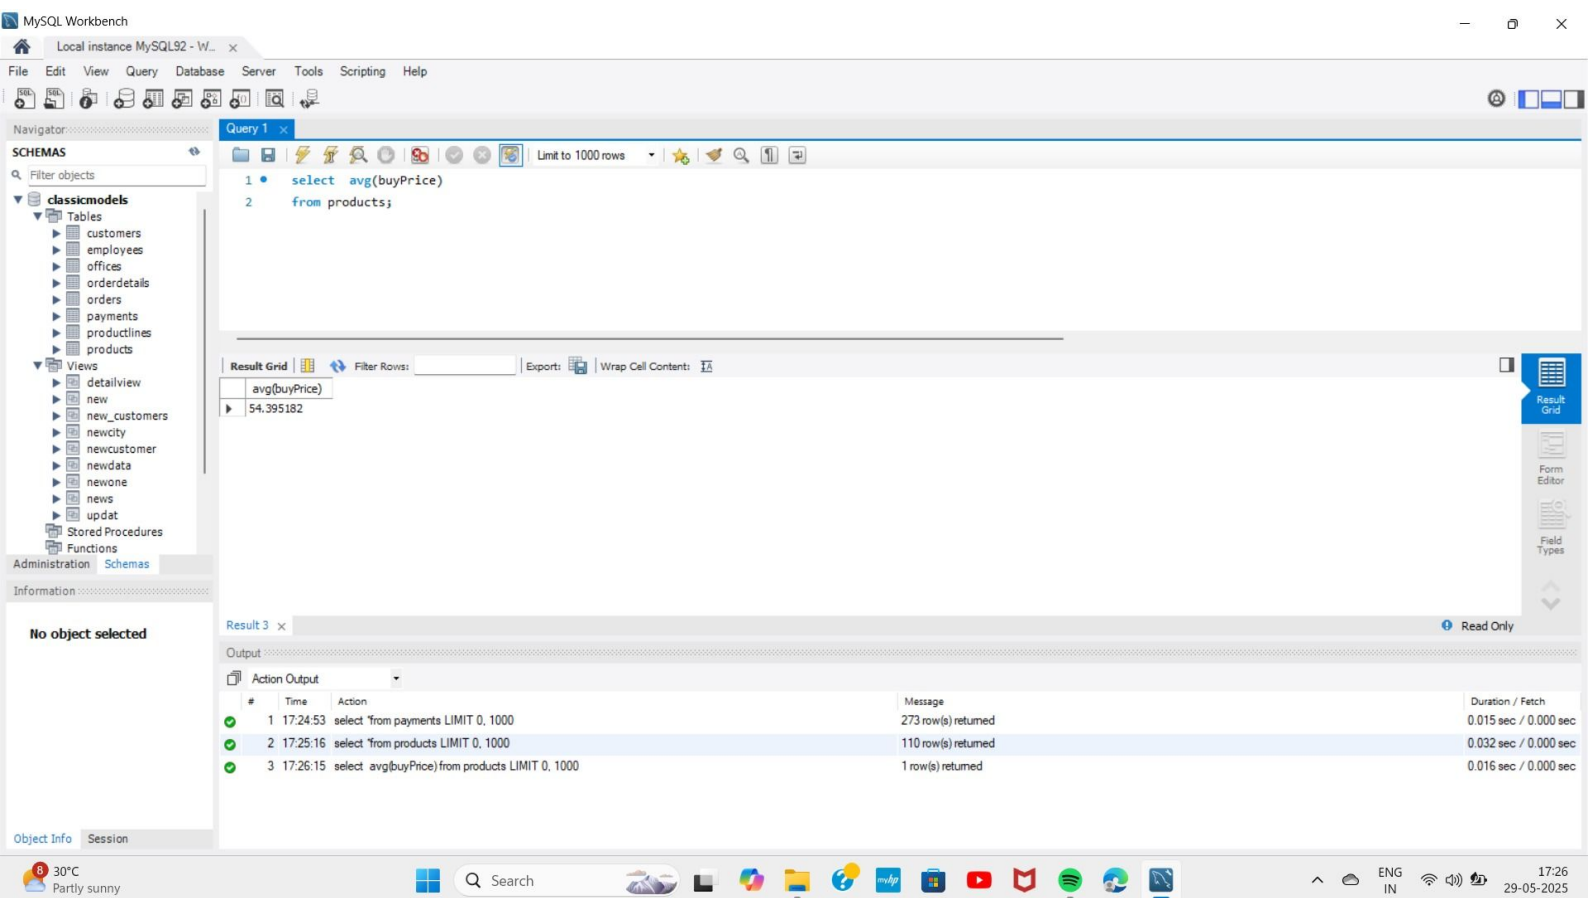 MySQL Workbench
Local instance MySQL92 - W...
File Edit View Query Database Server Tools Scripting Help
Navigator
Query 1
SCHEMAS
Limit to 1000 rows
Filter objects
1 select avg(buyPrice)
2 from products;
classicmodels
Tables
customers
employees
offices
orderdetails
orders
payments
productlines
products
Views
detailview
new
new_customers
newcity
newcustomer
newdata
newone
news
updat
Stored Procedures
Functions
Administration Schemas
Information
No object selected
Object Info Session
Result Grid Filter Rows: Export: Wrap Cell Content:
avg(buyPrice)
54.395182
Result
Grid
Form
Editor
Field
Types
Result 3
Read Only
Output
Action Output
# Time Action Message Duration / Fetch
1 17:24:53 select *from payments LIMIT 0, 1000 273 row(s) returned 0.015 sec / 0.000 sec
2 17:25:16 select *from products LIMIT 0, 1000 110 row(s) returned 0.032 sec / 0.000 sec
3 17:26:15 select avg(buyPrice) from products LIMIT 0, 1000 1 row(s) returned 0.016 sec / 0.000 sec
8
30°C
Partly sunny
Search
myhp
ENG
IN
17:26
29-05-2025